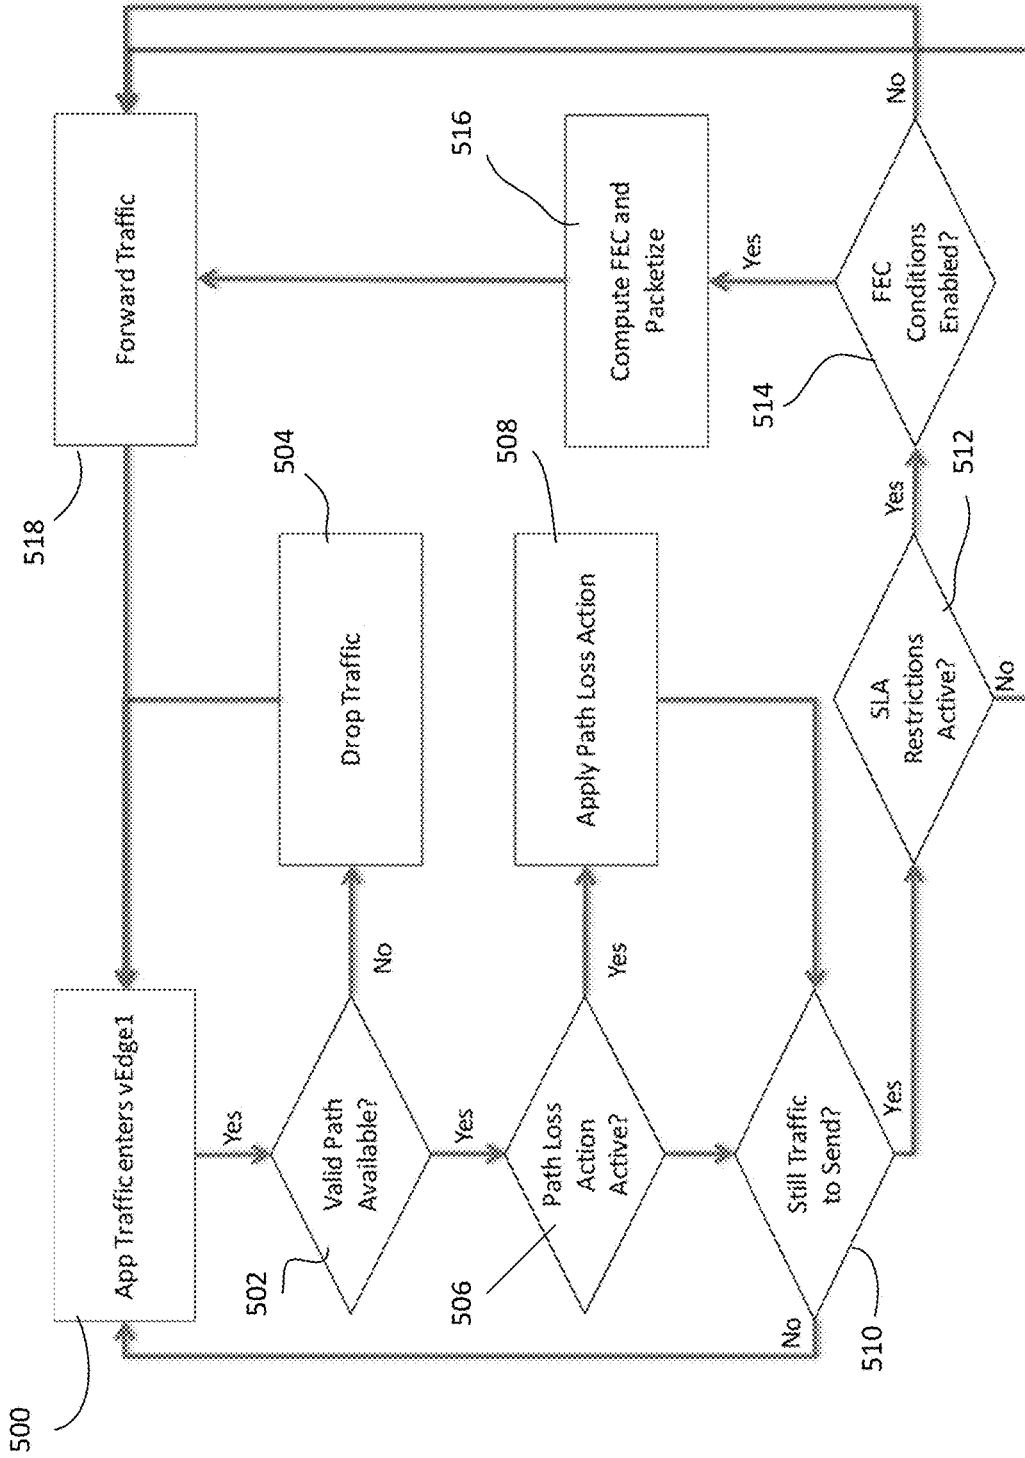 500
App Traffic enters vEdge1
Yes
502
Valid Path
Available?
No
504
Drop Traffic
Yes
506
Path Loss
Action
Active?
Yes
508
Apply Path Loss Action
510
Still Traffic
to Send?
No
Yes
512
SLA
Restrictions
Active?
No
Yes
514
FEC
Conditions
Enabled?
No
Yes
516
Compute FEC and
Packetize
518
Forward Traffic